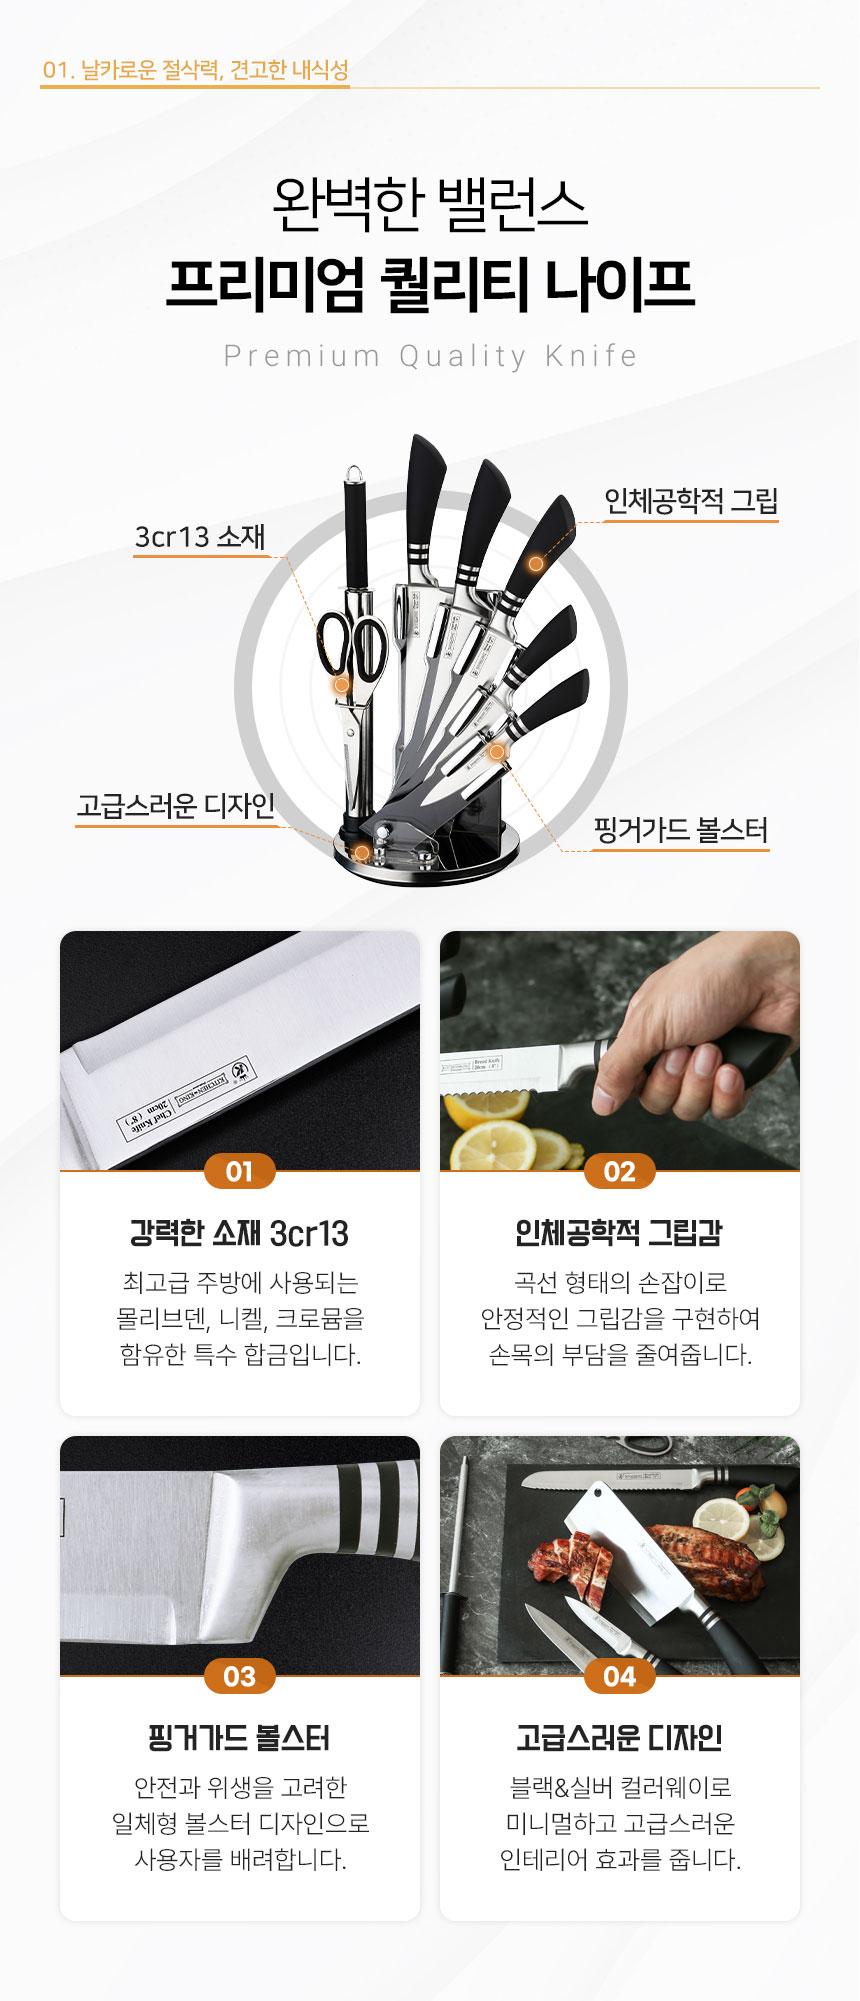 01. 날카로운 절삭력, 견고한 내식성
완벽한 밸런스
프리미엄 퀄리티 나이프
Premium Quality Knife
인체공학적 그립
3cr13 소재
고급스러운 디자인
핑거가드 볼스터
KITCHEN KING
Chef Knife
20cm (8")
Bread Knife
20cm (8")
01
강력한 소재 3cr13
최고급 주방에 사용되는
몰리브덴, 니켈, 크로뮴을
함유한 특수 합금입니다.
02
인체공학적 그립감
곡선 형태의 손잡이로
안정적인 그립감을 구현하여
손목의 부담을 줄여줍니다.
03
핑거가드 볼스터
안전과 위생을 고려한
일체형 볼스터 디자인으로
사용자를 배려합니다.
04
고급스러운 디자인
블랙&실버 컬러웨이로
미니멀하고 고급스러운
인테리어 효과를 줍니다.